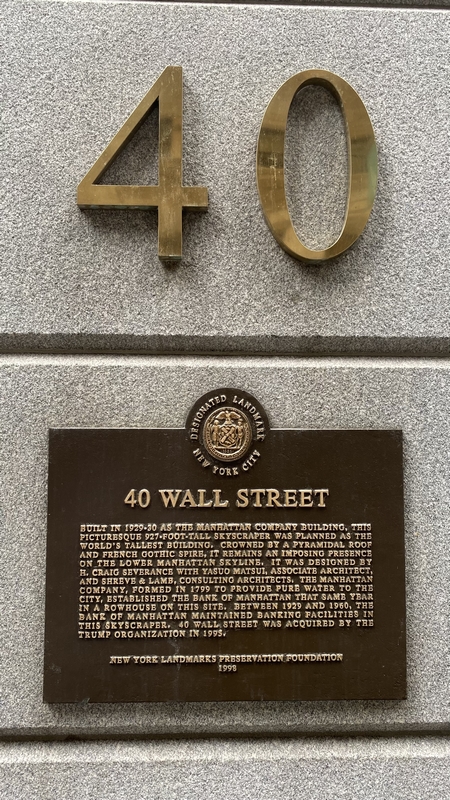 40
DESIGNATED LANDMARK
NEW YORK CITY
40 WALL STREET
BUILT IN 1929-30 AS THE MANHATTAN COMPANY BUILDING, THIS
PICTURESQUE 927-FOOT-TALL SKYSCRAPER WAS PLANNED AS THE
WORLD'S TALLEST BUILDING. CROWNED BY A PYRAMIDAL ROOF
AND FRENCH GOTHIC SPIRE, IT REMAINS AN IMPOSING PRESENCE
ON THE LOWER MANHATTAN SKYLINE. IT WAS DESIGNED BY
H. CRAIG SEVERANCE WITH YASUO MATSUI, ASSOCIATE ARCHITECT,
AND SHREVE & LAMB, CONSULTING ARCHITECTS. THE MANHATTAN
COMPANY, FORMED IN 1799 TO PROVIDE PURE WATER TO THE
CITY, ESTABLISHED THE BANK OF MANHATTAN THAT SAME YEAR
IN A ROWHOUSE ON THIS SITE. BETWEEN 1929 AND 1960, THE
BANK OF MANHATTAN MAINTAINED BANKING FACILITIES IN
THIS SKYSCRAPER. 40 WALL STREET WAS ACQUIRED BY THE
TRUMP ORGANIZATION IN 1995.
NEW YORK LANDMARKS PRESERVATION FOUNDATION
1998